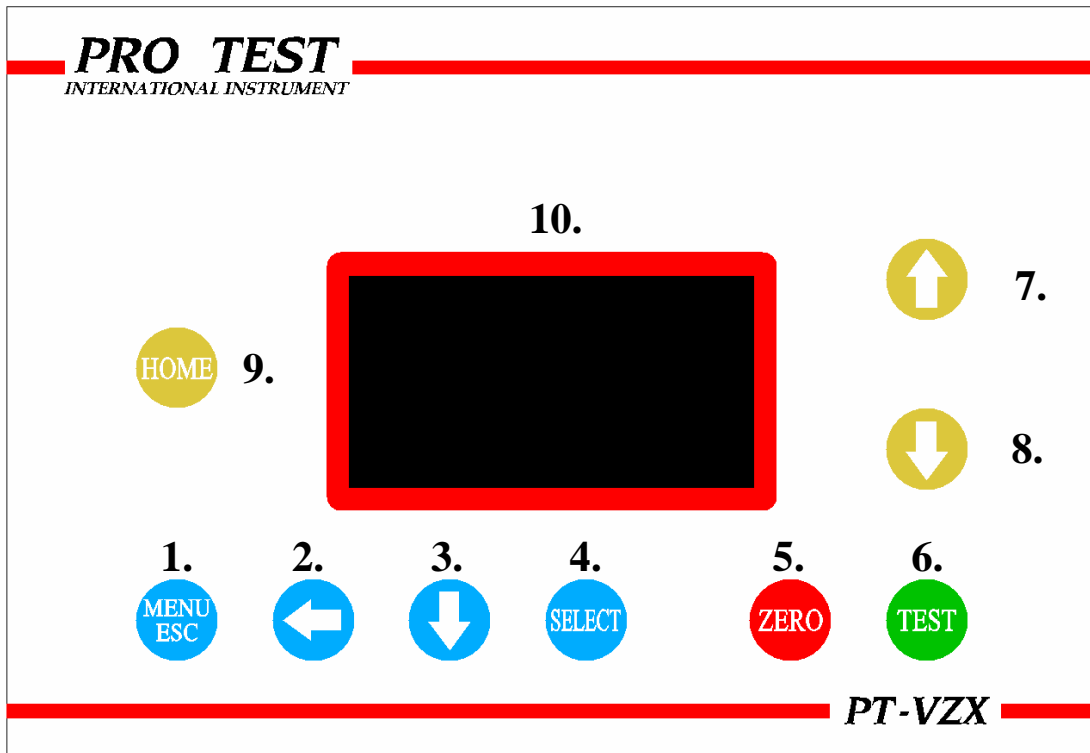 PRO TEST
INTERNATIONAL INSTRUMENT
10.
7.
HOME
9.
8.
1.
2.
3.
4.
5.
6.
MENU
ESC
SELECT
ZERO
TEST
PT-VZX